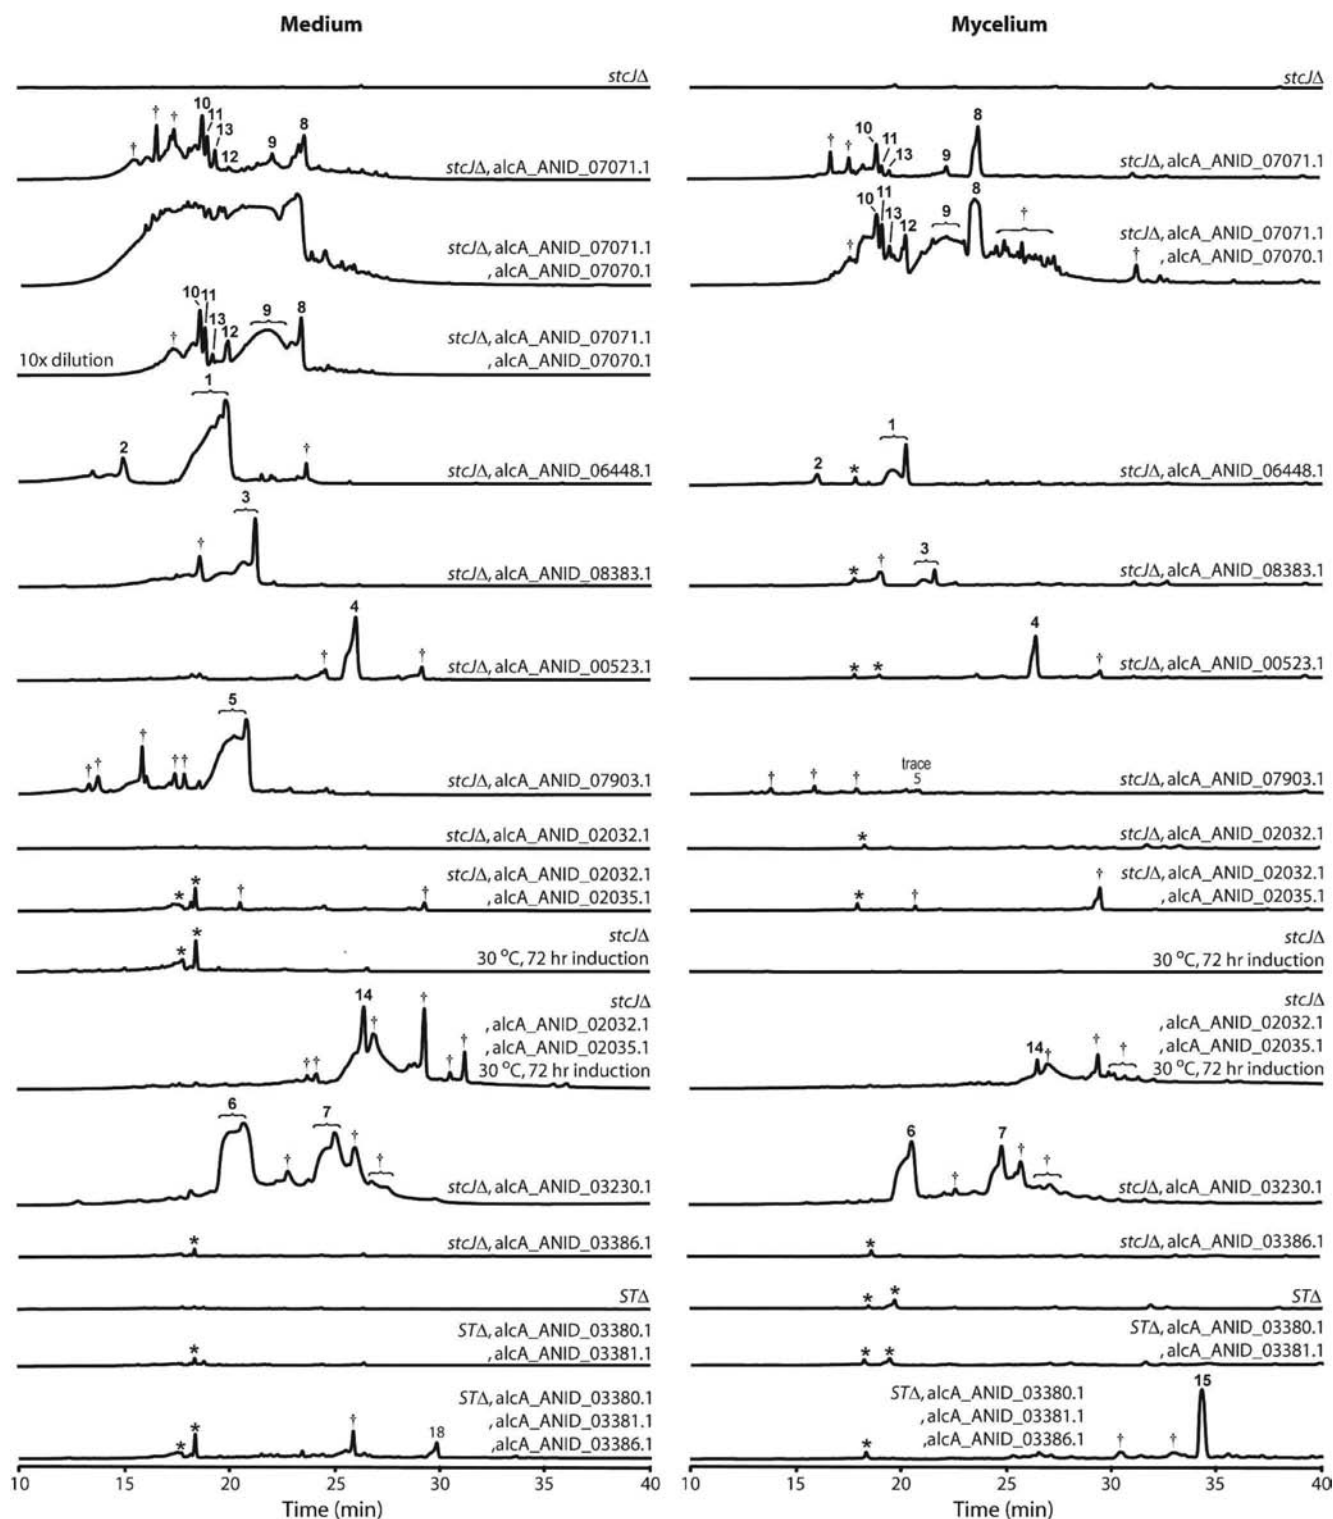 Medium
stcJΔ
† † † 10 11 13 12 9 8
stcJΔ, alcA_ANID_07071.1
stcJΔ, alcA_ANID_07071.1
, alcA_ANID_07070.1
10 11 13 12 9 8
†
stcJΔ, alcA_ANID_07071.1
, alcA_ANID_07070.1
10x dilution
1
2 †
stcJΔ, alcA_ANID_06448.1
3
†
stcJΔ, alcA_ANID_08383.1
4
† †
stcJΔ, alcA_ANID_00523.1
5
† † † † †
stcJΔ, alcA_ANID_07903.1
stcJΔ, alcA_ANID_02032.1
stcJΔ, alcA_ANID_02032.1
, alcA_ANID_02035.1
* * † †
stcJΔ
30 °C, 72 hr induction
* *
stcJΔ
, alcA_ANID_02032.1
, alcA_ANID_02035.1
30 °C, 72 hr induction
† † 14 † † † †
6 7
† † †
stcJΔ, alcA_ANID_03230.1
*
stcJΔ, alcA_ANID_03386.1
STΔ
STΔ, alcA_ANID_03380.1
, alcA_ANID_03381.1
*
STΔ, alcA_ANID_03380.1
, alcA_ANID_03381.1
, alcA_ANID_03386.1
* * † 18
10 15 20 25 30 35 40
Time (min)
Mycelium
stcJΔ
† † 10 11 13 9 8
stcJΔ, alcA_ANID_07071.1
† 10 11 13 12 9 8 † †
stcJΔ, alcA_ANID_07071.1
, alcA_ANID_07070.1
1
2 *
stcJΔ, alcA_ANID_06448.1
3
* †
stcJΔ, alcA_ANID_08383.1
4
* * †
stcJΔ, alcA_ANID_00523.1
trace
5
† † †
stcJΔ, alcA_ANID_07903.1
*
stcJΔ, alcA_ANID_02032.1
stcJΔ, alcA_ANID_02032.1
, alcA_ANID_02035.1
* † †
stcJΔ
30 °C, 72 hr induction
stcJΔ
, alcA_ANID_02032.1
, alcA_ANID_02035.1
30 °C, 72 hr induction
14 † † †
6 7
† † †
stcJΔ, alcA_ANID_03230.1
*
stcJΔ, alcA_ANID_03386.1
* *
STΔ
STΔ, alcA_ANID_03380.1
, alcA_ANID_03381.1
* *
STΔ, alcA_ANID_03380.1
, alcA_ANID_03381.1
, alcA_ANID_03386.1
* † † 15
10 15 20 25 30 35 40
Time (min)